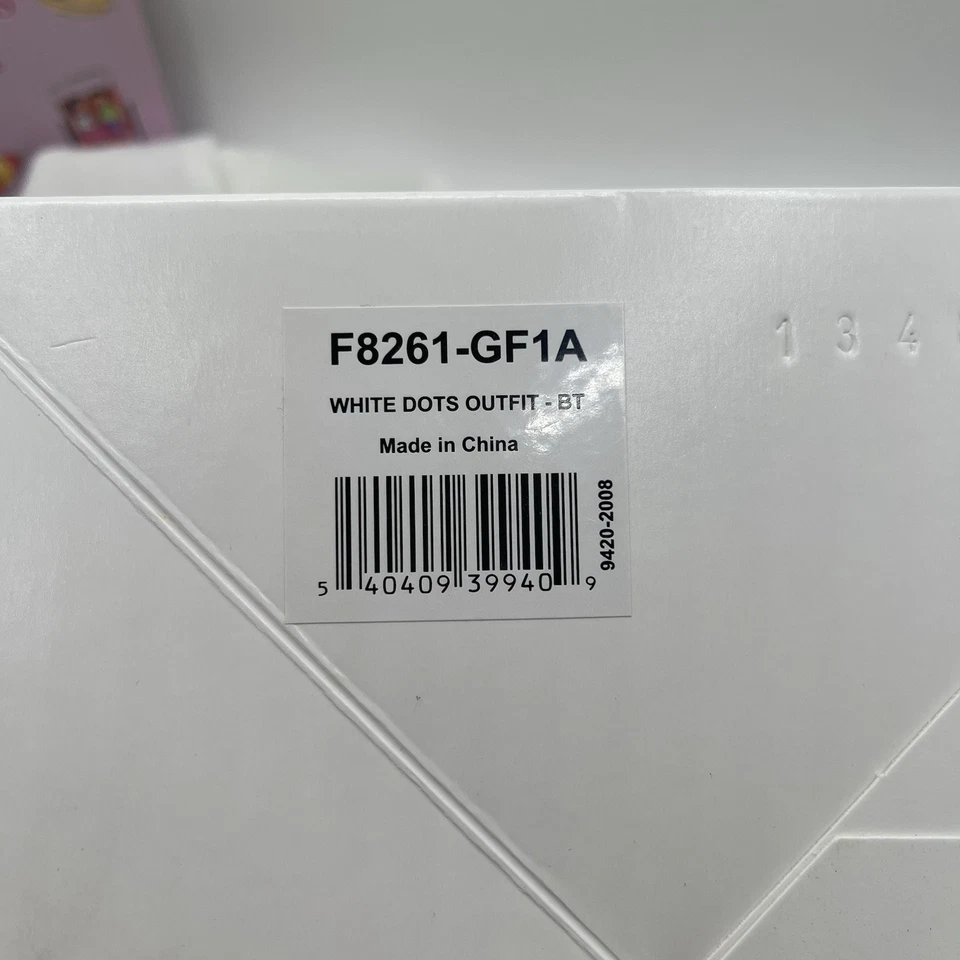 F8261-GF1A
WHITE DOTS OUTFIT - BT
Made in China
9420-2008
5 40409 39940 9
1 3 4